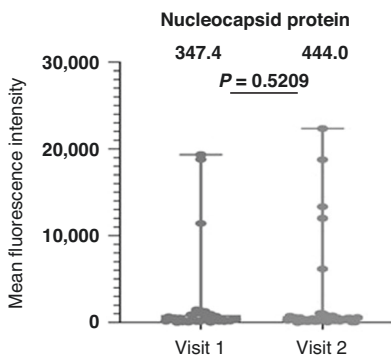 Nucleocapsid protein
347.4 444.0
P = 0.5209
30,000
20,000
10,000
0
Mean fluorescence intensity
Visit 1 Visit 2